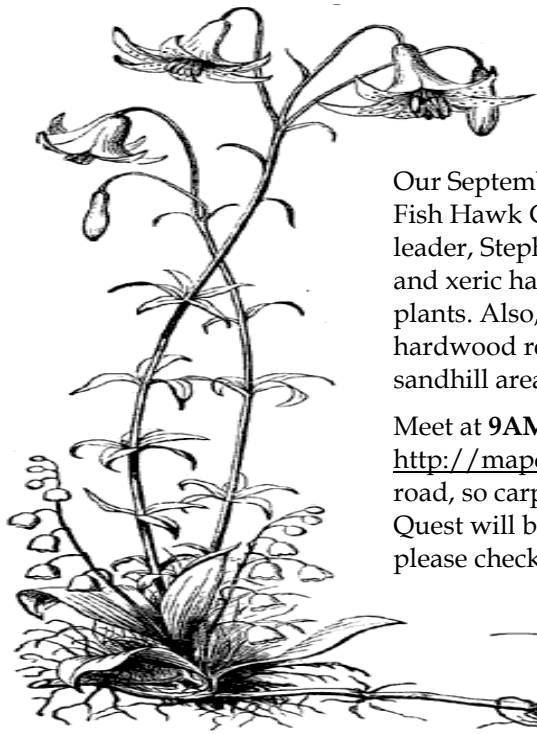 Our Septemb
Fish Hawk C
leader, Steph
and xeric ha
plants. Also,
hardwood re
sandhill area
Meet at 9AM
http://map
road, so carp
Quest will b
please check